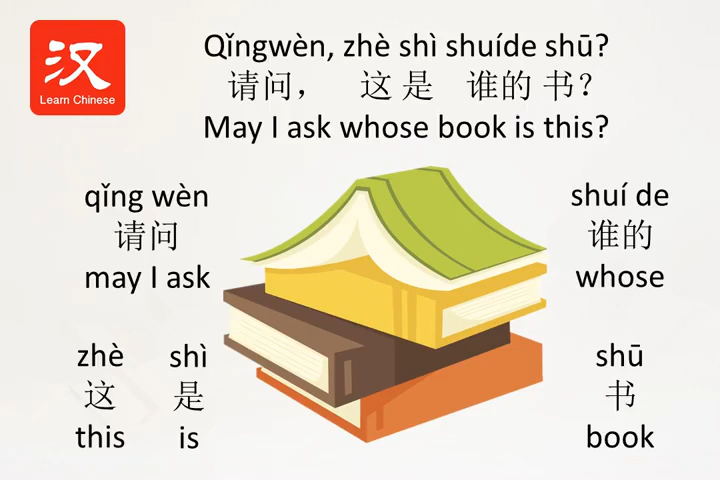 汉
Learn Chinese
Qǐngwèn, zhè shì shuíde shū?
请问， 这 是 谁的 书？
May I ask whose book is this?
qǐng wèn
请问
may I ask
shuí de
谁的
whose
zhè
这
this
shì
是
is
shū
书
book